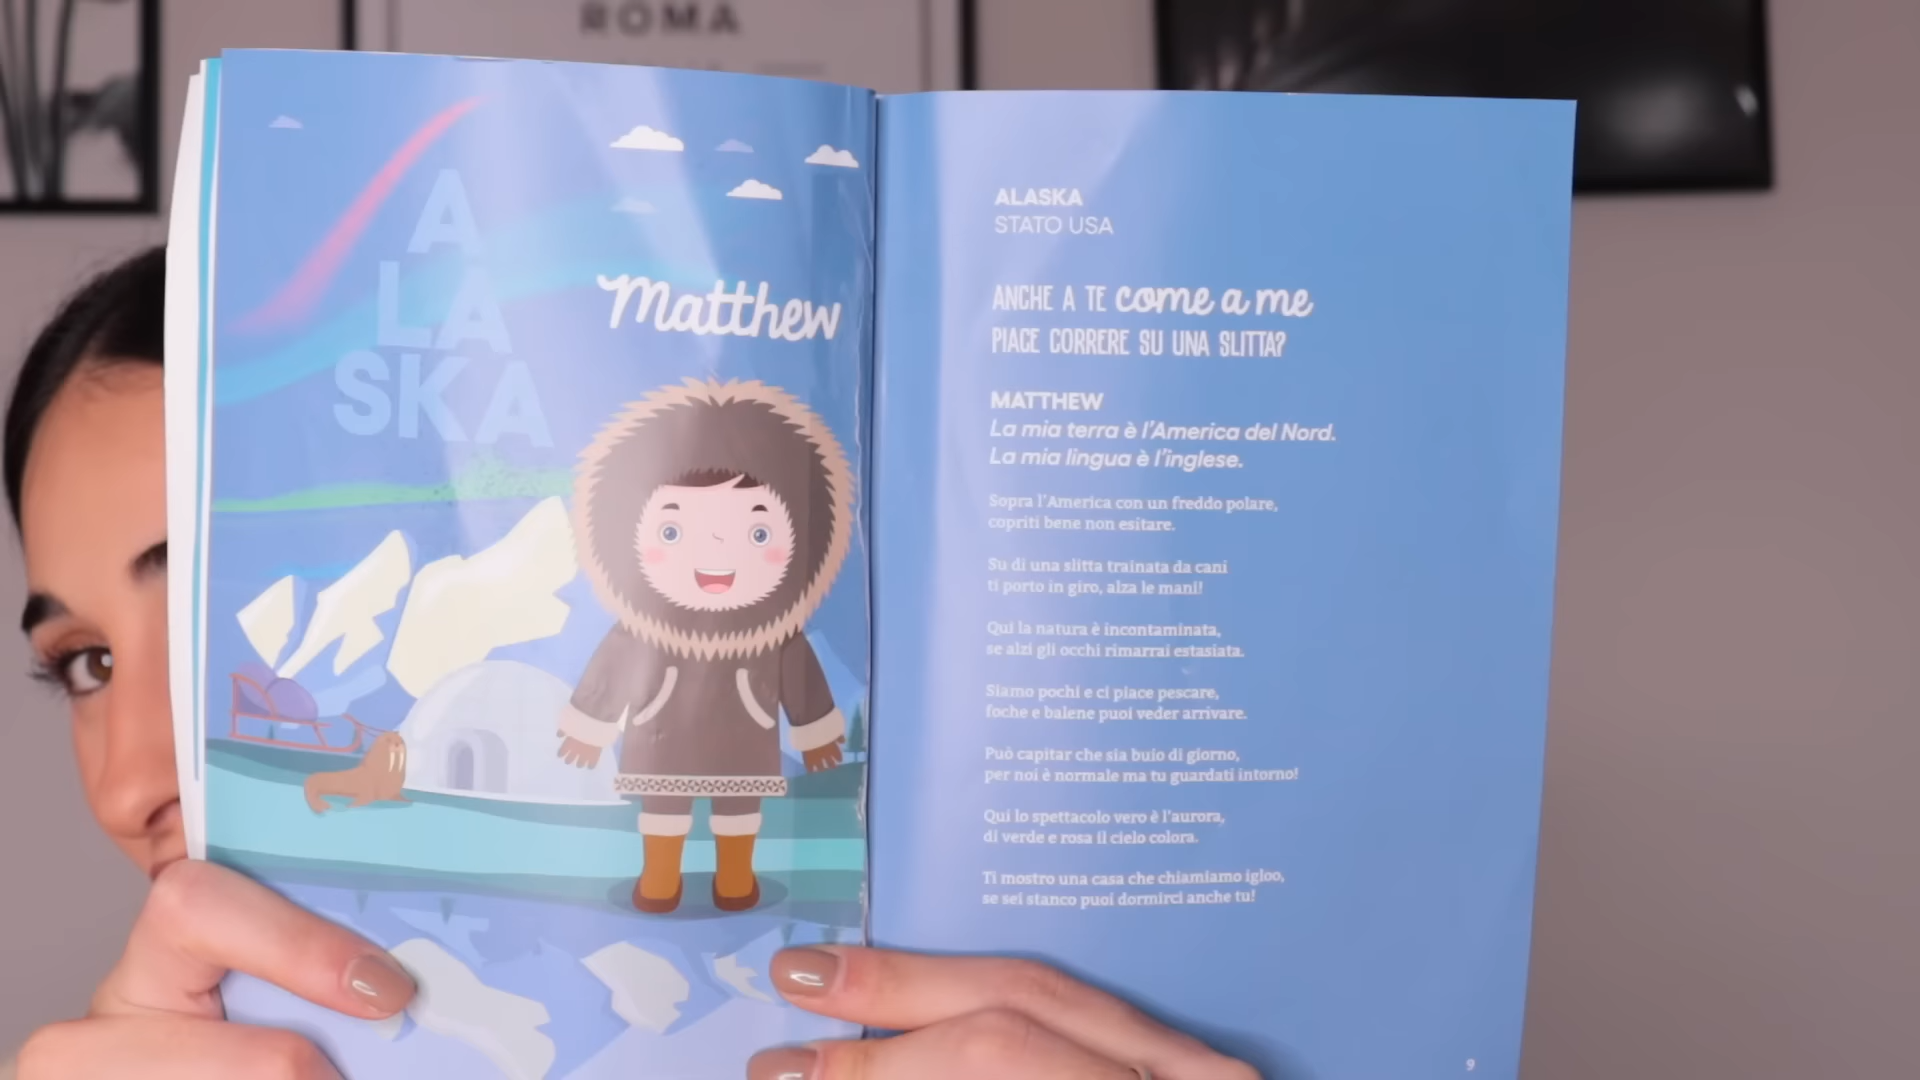 ROMA
A
LA
SKA
Matthew
ALASKA
STATO USA
ANCHE A TE come a me
PIACE CORRERE SU UNA SLITTA?
MATTHEW
La mia terra è l'America del Nord.
La mia lingua è l'inglese.
Sopra l'America con un freddo polare,
copriti bene non esitare.
Su di una slitta trainata da cani
ti porto in giro, alza le mani!
Qui la natura è incontaminata,
se alzi gli occhi rimarrai estasiata.
Siamo pochi e ci piace pescare,
foche e balene puoi veder arrivare.
Può capitar che sia buio di giorno,
per noi è normale ma tu guardati intorno!
Qui lo spettacolo vero è l'aurora,
di verde e rosa il cielo colora.
Ti mostro una casa che chiamiamo igloo,
se sei stanco puoi dormirci anche tu!
9